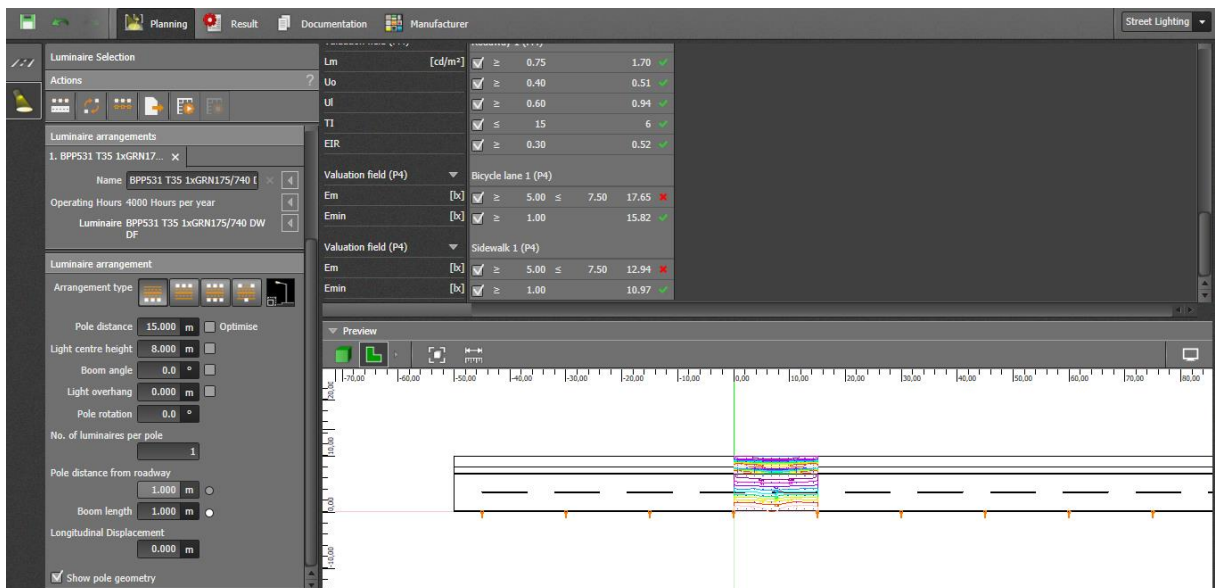 Planning Result Documentation Manufacturer Street Lighting
Luminaire Selection
Actions ?
Luminaire arrangements
1. BPP531 T35 1xGRN17... ×
Name BPP531 T35 1xGRN175/740 [
Operating Hours 4000 Hours per year
Luminaire BPP531 T35 1xGRN175/740 DW
DF
Luminaire arrangement
Arrangement type
Pole distance 15.000 m Optimise
Light centre height 8.000 m
Boom angle 0.0 °
Light overhang 0.000 m
Pole rotation 0.0 °
No. of luminaires per pole
1
Pole distance from roadway
1.000 m
Boom length 1.000 m
Longitudinal Displacement
0.000 m
Show pole geometry
Lm [cd/m²] ≥ 0.75 1.70
Uo ≥ 0.40 0.51
Ul ≥ 0.60 0.94
TI ≤ 15 6
EIR ≥ 0.30 0.52
Valuation field (P4) Bicycle lane 1 (P4)
Em [lx] ≥ 5.00 ≤ 7.50 17.65
Emin [lx] ≥ 1.00 15.82
Valuation field (P4) Sidewalk 1 (P4)
Em [lx] ≥ 5.00 ≤ 7.50 12.94
Emin [lx] ≥ 1.00 10.97
Preview
-70,00 -60,00 -50,00 -40,00 -30,00 -20,00 -10,00 0,00 10,00 20,00 30,00 40,00 50,00 60,00 70,00 80,00
20,00
10,00
0,00
-10,00